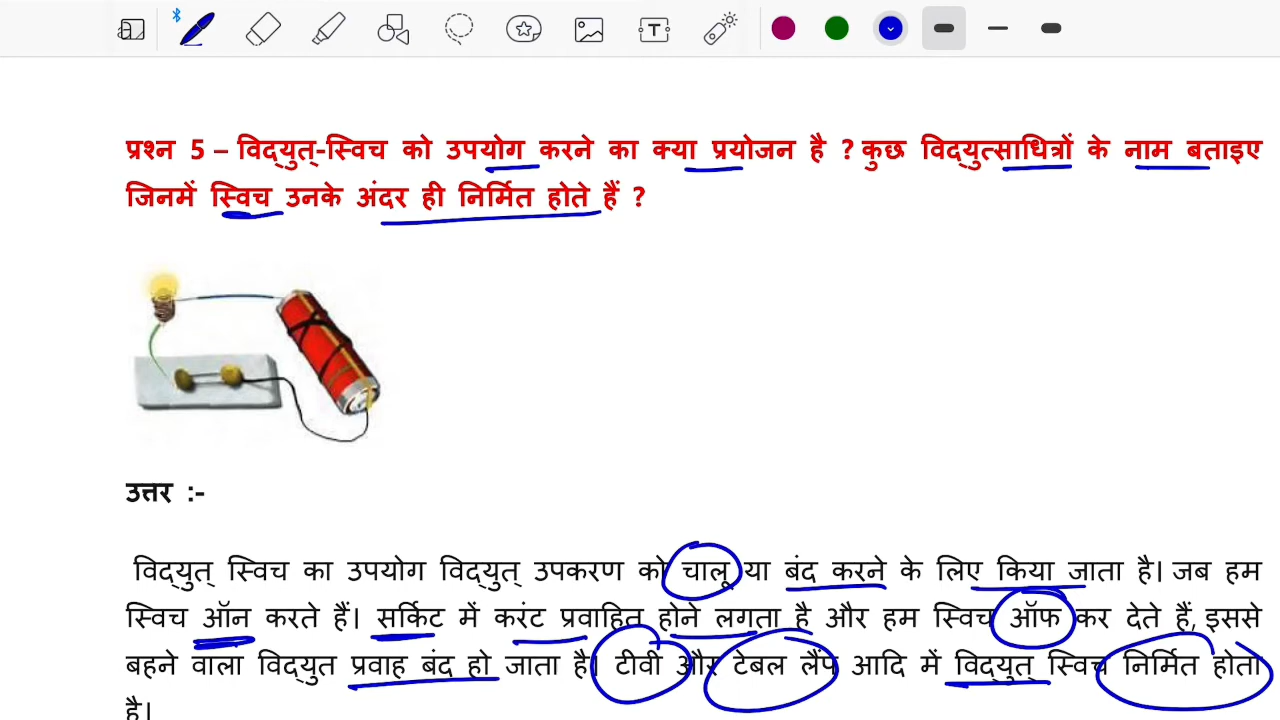 T
प्रश्न 5 – विद्युत्-स्विच को उपयोग करने का क्या प्रयोजन है ? कुछ विद्युत्साधित्रों के नाम बताइए
जिनमें स्विच उनके अंदर ही निर्मित होते हैं ?
उत्तर :-
विद्युत् स्विच का उपयोग विद्युत् उपकरण को चालू या बंद करने के लिए किया जाता है। जब हम
स्विच ऑन करते हैं। सर्किट में करंट प्रवाहित होने लगता है और हम स्विच ऑफ कर देते हैं, इससे
बहने वाला विद्युत प्रवाह बंद हो जाता है। टीवी और टेबल लैंप आदि में विद्युत् स्विच निर्मित होता
है।